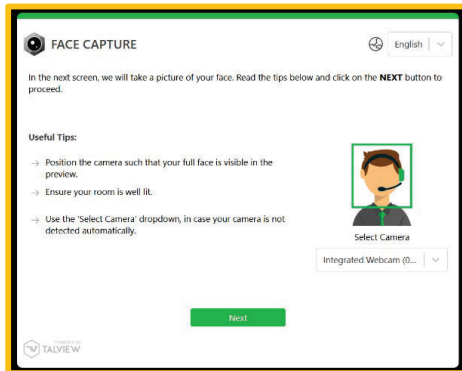 FACE CAPTURE
English
In the next screen, we will take a picture of your face. Read the tips below and click on the NEXT button to
proceed.
Useful Tips:
→ Position the camera such that your full face is visible in the
preview.
→ Ensure your room is well lit.
→ Use the 'Select Camera' dropdown, in case your camera is not
detected automatically.
Select Camera
Integrated Webcam (0...
Next
POWERED BY
TALVIEW